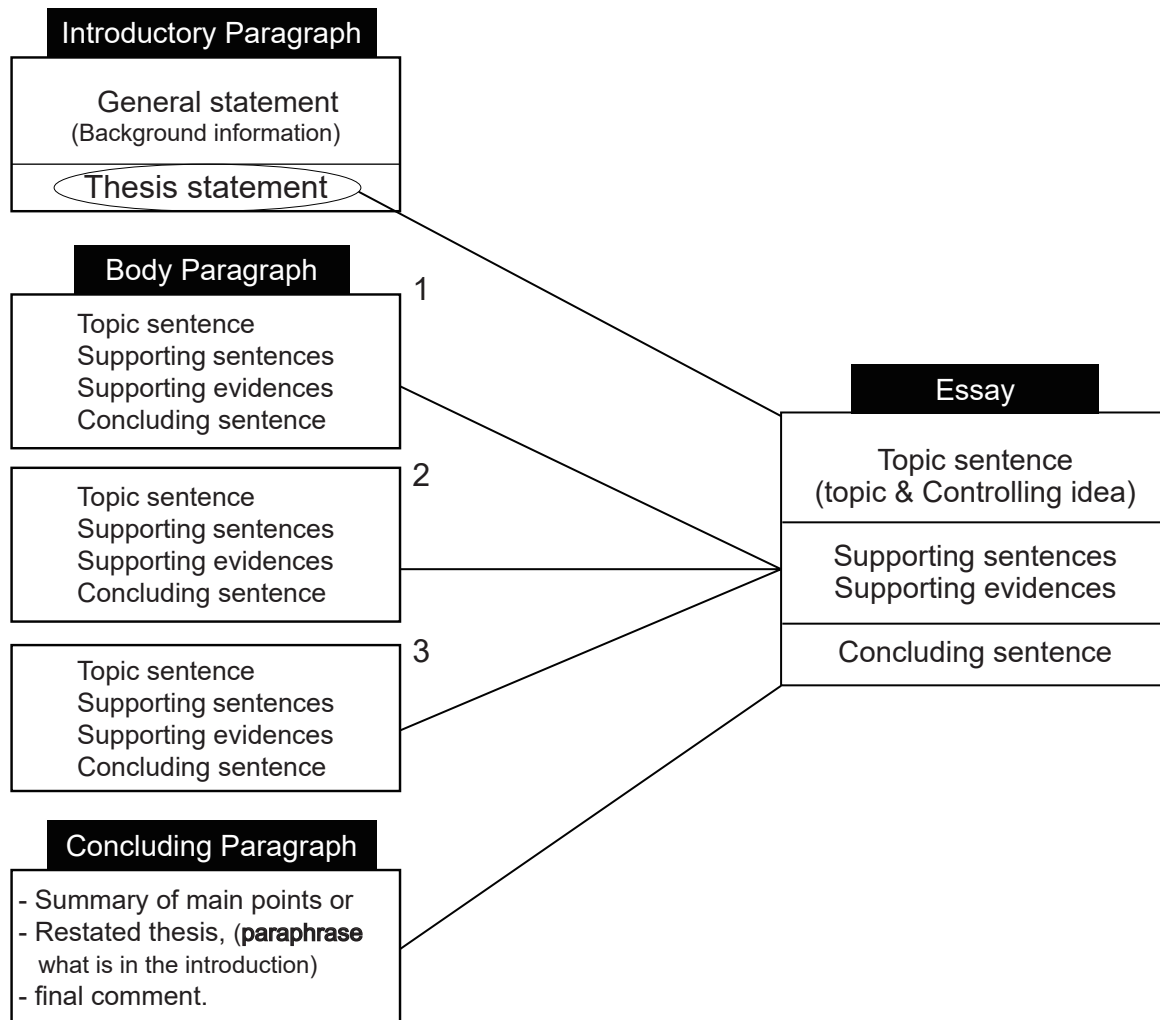 Introductory Paragraph
General statement
(Background information)
Thesis statement
Body Paragraph
1
Topic sentence
Supporting sentences
Supporting evidences
Concluding sentence
2
Topic sentence
Supporting sentences
Supporting evidences
Concluding sentence
3
Topic sentence
Supporting sentences
Supporting evidences
Concluding sentence
Concluding Paragraph
- Summary of main points or
- Restated thesis, (paraphrase
what is in the introduction)
- final comment.
Essay
Topic sentence
(topic & Controlling idea)
Supporting sentences
Supporting evidences
Concluding sentence